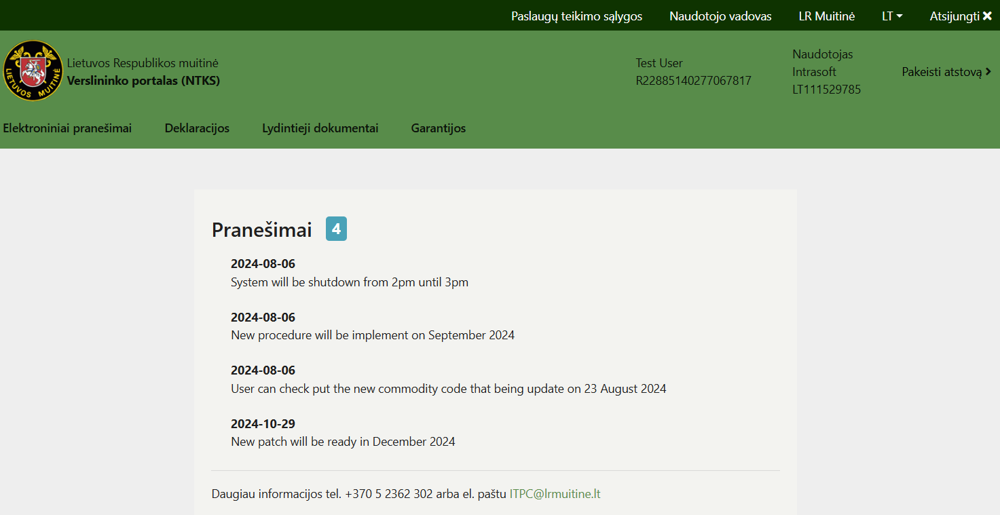 Paslaugų teikimo sąlygos Naudotojo vadovas LR Muitinė LT Atsijungti
LIETUVOS MUITINĖ
Lietuvos Respublikos muitinė
Verslininko portalas (NTKS)
Test User
R22885140277067817
Naudotojas
Intrasoft
LT111529785
Pakeisti atstovą
Elektroniniai pranešimai Deklaracijos Lydintieji dokumentai Garantijos
Pranešimai 4
2024-08-06
System will be shutdown from 2pm until 3pm
2024-08-06
New procedure will be implement on September 2024
2024-08-06
User can check put the new commodity code that being update on 23 August 2024
2024-10-29
New patch will be ready in December 2024
Daugiau informacijos tel. +370 5 2362 302 arba el. paštu ITPC@lrmuitine.lt